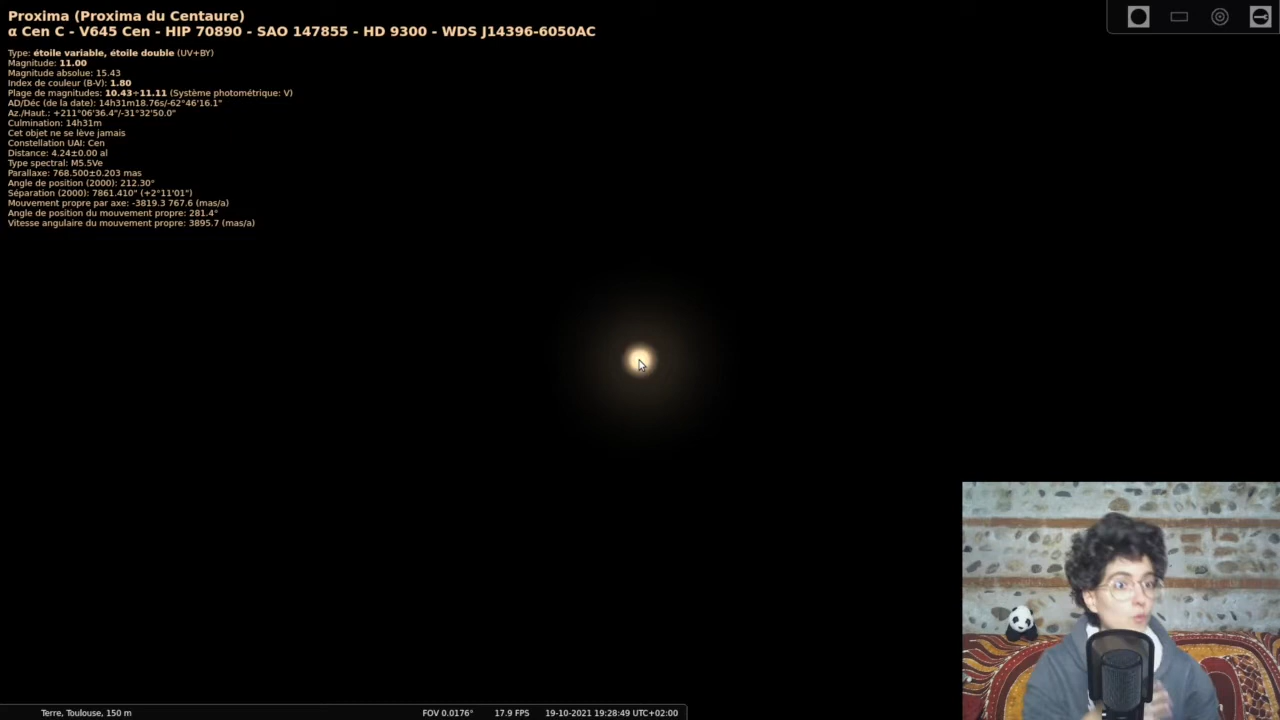 Proxima (Proxima du Centaure)
α Cen C - V645 Cen - HIP 70890 - SAO 147855 - HD 9300 - WDS J14396-6050AC
Type: étoile variable, étoile double (UV+BY)
Magnitude: 11.00
Magnitude absolue: 15.43
Index de couleur (B-V): 1.80
Plage de magnitudes: 10.43÷11.11 (Système photométrique: V)
AD/Déc (de la date): 14h31m18.76s/-62°46'16.1"
Az./Haut.: +211°06'36.4"/-31°32'50.0"
Culmination: 14h31m
Cet objet ne se lève jamais
Constellation UAI: Cen
Distance: 4.24±0.00 al
Type spectral: M5.5Ve
Parallaxe: 768.500±0.203 mas
Angle de position (2000): 212.30°
Séparation (2000): 7861.410" (+2°11'01")
Mouvement propre par axe: -3819.3 767.6 (mas/a)
Angle de position du mouvement propre: 281.4°
Vitesse angulaire du mouvement propre: 3895.7 (mas/a)
Terre, Toulouse, 150 m FOV 0.0176° 17.9 FPS 19-10-2021 19:28:49 UTC+02:00